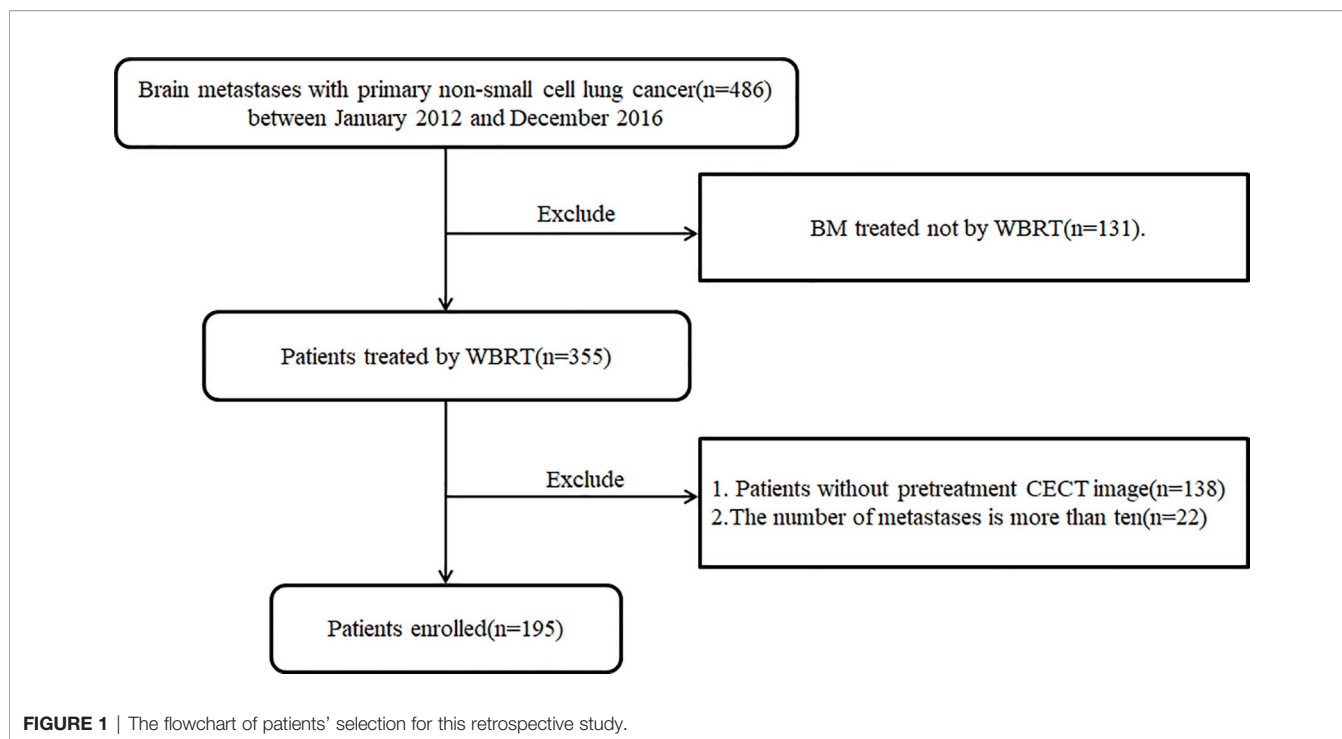 Brain metastases with primary non-small cell lung cancer(n=486)
between January 2012 and December 2016
Exclude
BM treated not by WBRT(n=131).
Patients treated by WBRT(n=355)
Exclude
1. Patients without pretreatment CECT image(n=138)
2.The number of metastases is more than ten(n=22)
Patients enrolled(n=195)
FIGURE 1 | The flowchart of patients' selection for this retrospective study.